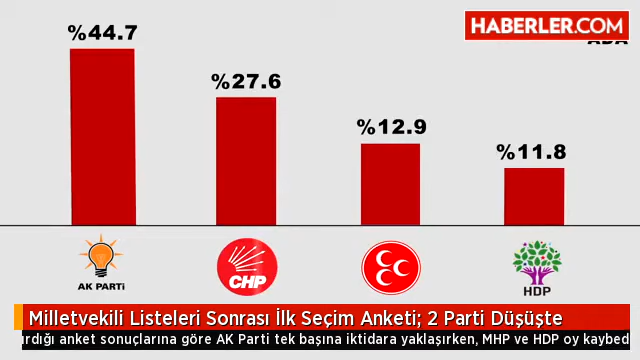 HABERLER.COM
%44.7
%27.6
%12.9
%11.8
AK PARTİ
CHP
HDP
Milletvekili Listeleri Sonrası İlk Seçim Anketi; 2 Parti Düşüşte
ırdığı anket sonuçlarına göre AK Parti tek başına iktidara yaklaşırken, MHP ve HDP oy kaybed